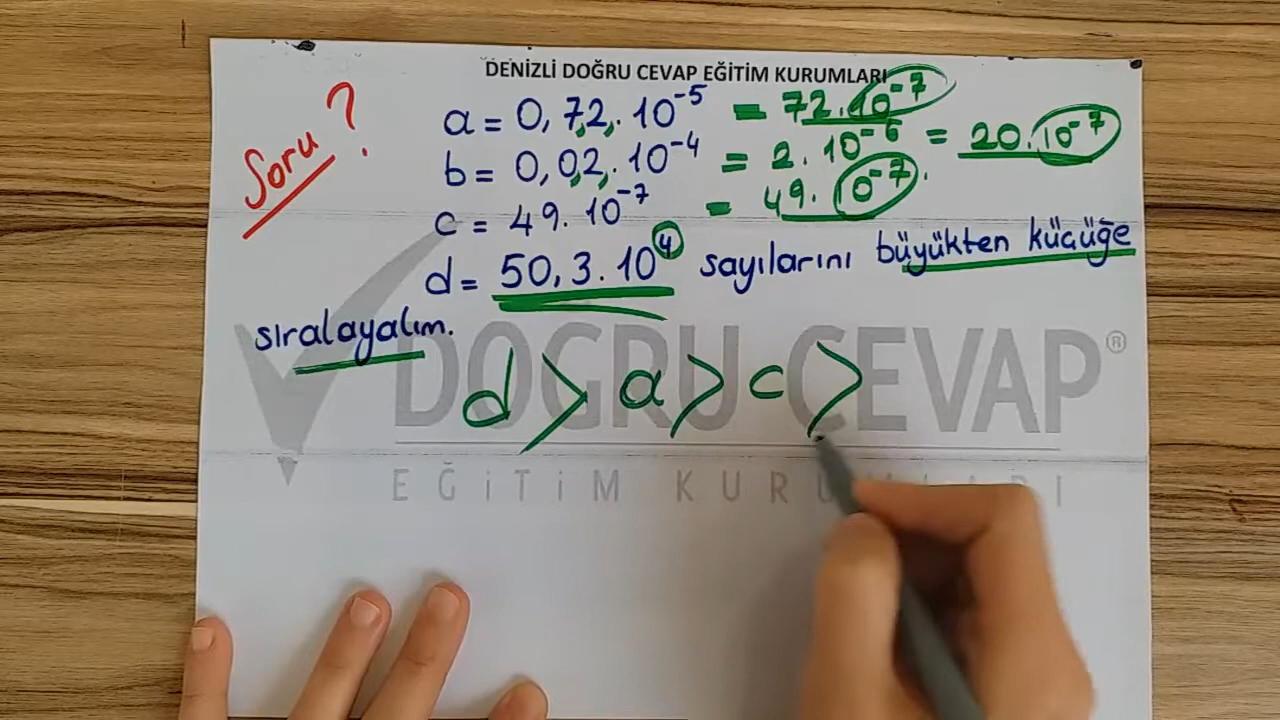 DENİZLİ DOĞRU CEVAP EĞİTİM KURUMLARI
Soru?
a = 0,72.10⁻⁵ = 72.10⁻⁷
b = 0,02.10⁻⁴ = 2.10⁻⁶ = 20.10⁻⁷
c = 49.10⁻⁷ = 49. 0⁻⁷.
d = 50,3.10⁴ sayılarını büyükten küçüğe
sıralayalım.
DOĞRU CEVAP®
d > a > c >
EĞİTİM KURUMLARI